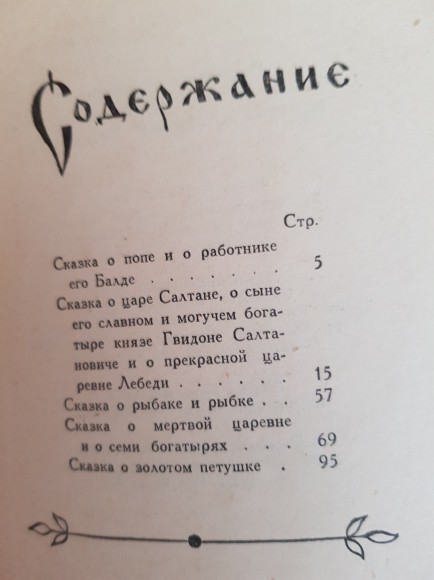 Содержание
Стр.
Сказка о попе и о работнике
его Балде . . . . . . . 5
Сказка о царе Салтане, о сыне
его славном и могучем бога-
тыре князе Гвидоне Салта-
новиче и о прекрасной ца-
ревне Лебеди . . . . . . 15
Сказка о рыбаке и рыбке . . 57
Сказка о мертвой царевне
и о семи богатырях . . . 69
Сказка о золотом петушке . 95